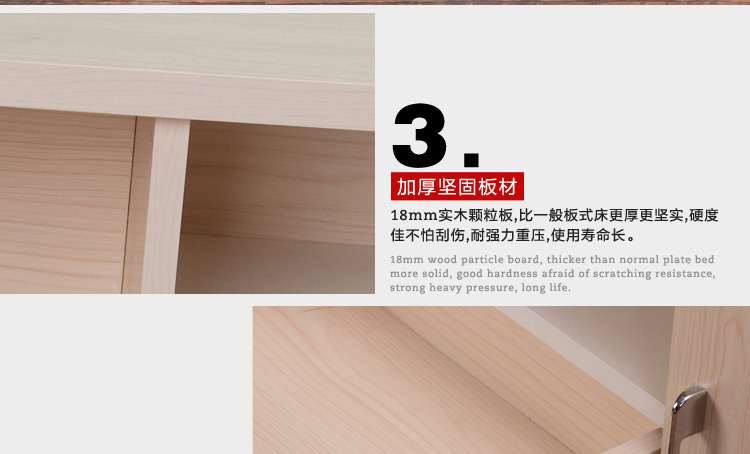 3.
加厚坚固板材
18mm实木颗粒板,比一般板式床更厚更坚实,硬度
佳不怕刮伤,耐强力重压,使用寿命长。
18mm wood particle board, thicker than normal plate bed
more solid, good hardness afraid of scratching resistance,
strong heavy pressure, long life.